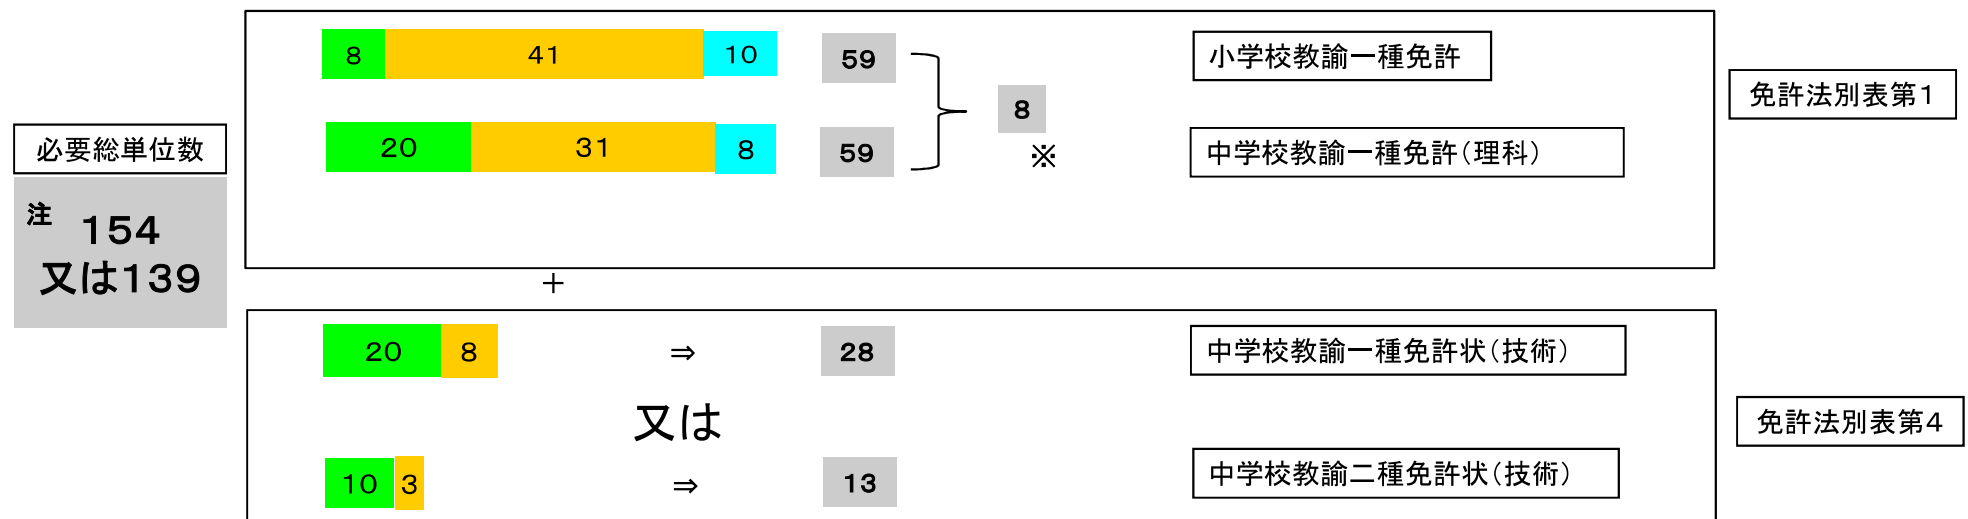 8 41 10 59 小学校教諭一種免許
免許法別表第1
8
20 31 8 59 ※ 中学校教諭一種免許(理科)
必要総単位数
注 154
又は139
+
20 8 ⇒ 28 中学校教諭一種免許状(技術)
又は
免許法別表第4
10 3 ⇒ 13 中学校教諭二種免許状(技術)